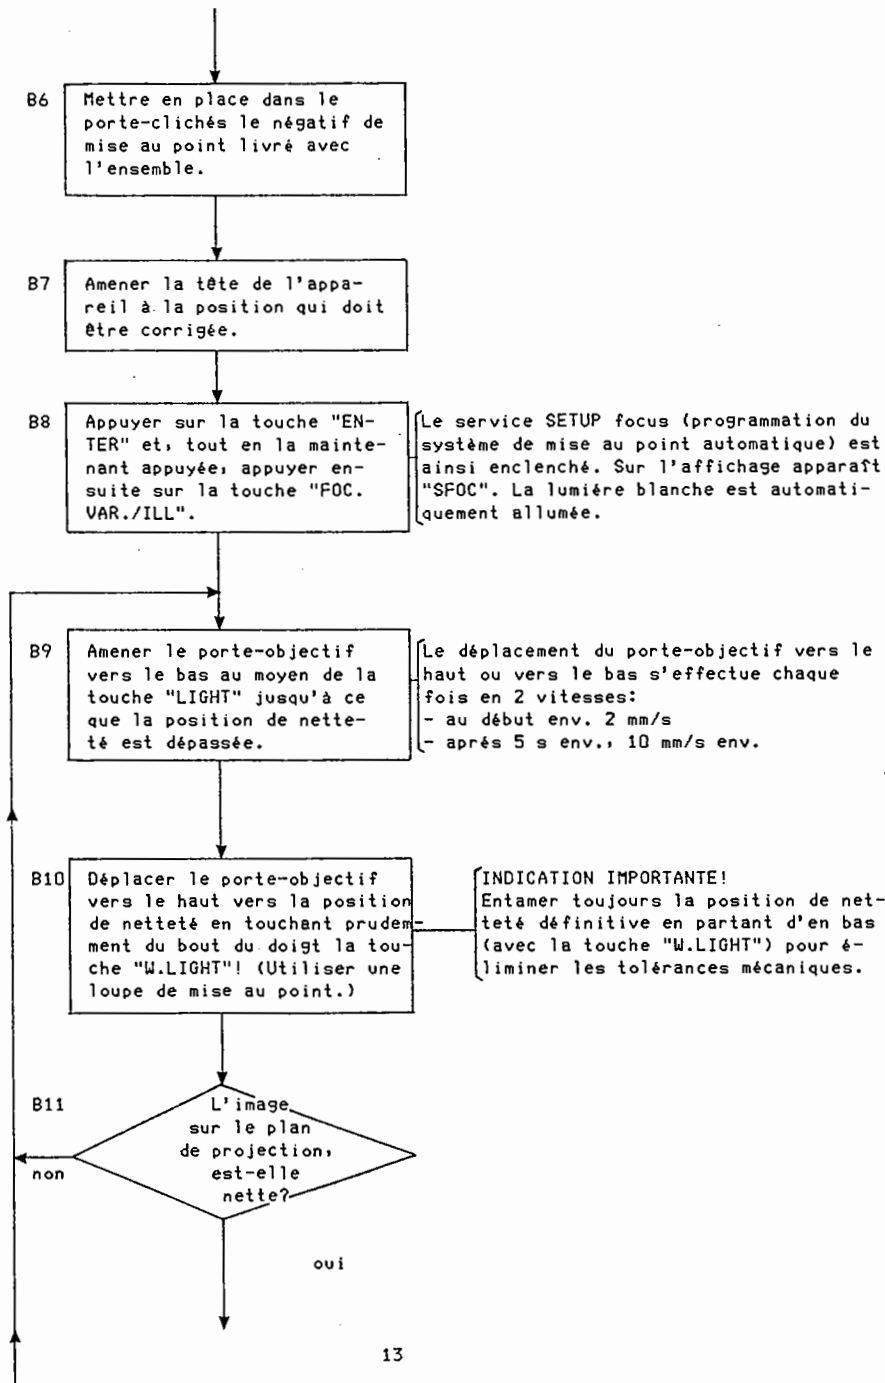 B6
Mettre en place dans le
porte-clichés le négatif de
mise au point livré avec
l'ensemble.
B7
Amener la tête de l'appa-
reil à la position qui doit
être corrigée.
B8
Appuyer sur la touche "EN-
TER" et, tout en la mainte-
nant appuyée, appuyer en-
suite sur la touche "FOC.
VAR./ILL".
Le service SETUP focus (programmation du
système de mise au point automatique) est
ainsi enclenché. Sur l'affichage apparaît
"SFOC". La lumiére blanche est automati-
quement allumée.
B9
Amener le porte-objectif
vers le bas au moyen de la
touche "LIGHT" jusqu'à ce
que la position de nette-
té est dépassée.
Le déplacement du porte-objectif vers le
haut ou vers le bas s'effectue chaque
fois en 2 vitesses:
- au début env. 2 mm/s
- aprés 5 s env., 10 mm/s env.
B10
Déplacer le porte-objectif
vers le haut vers la position
de netteté en touchant prudem-
ment du bout du doigt la tou-
che "W.LIGHT"! (Utiliser une
loupe de mise au point.)
INDICATION IMPORTANTE!
Entamer toujours la position de net-
teté définitive en partant d'en bas
(avec la touche "W.LIGHT") pour é-
liminer les tolérances mécaniques.
B11
L'image
sur le plan
de projection,
est-elle
nette?
non
oui
13